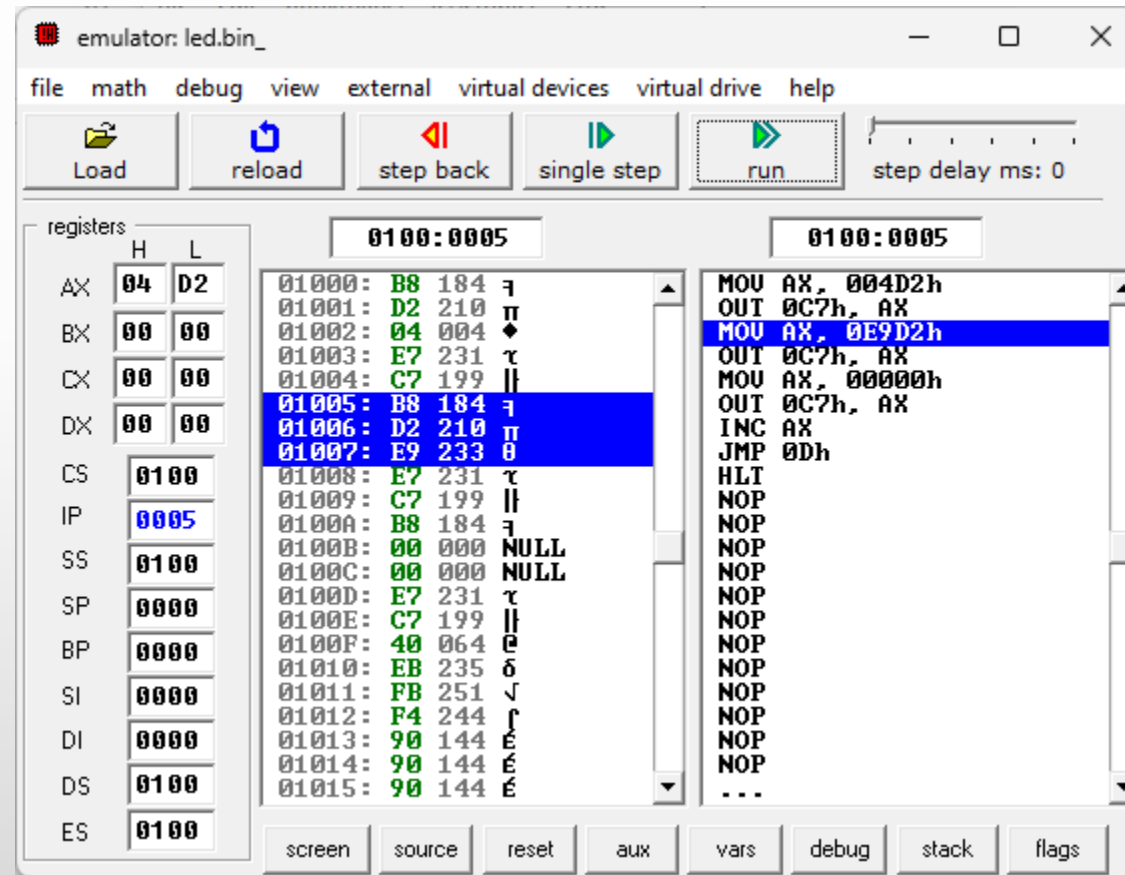 emulator: led.bin_
file math debug view external virtual devices virtual drive help
Load reload step back single step run step delay ms: 0
registers
H L
AX 04 D2
BX 00 00
CX 00 00
DX 00 00
CS 0100
IP 0005
SS 0100
SP 0000
BP 0000
SI 0000
DI 0000
DS 0100
ES 0100
0100:0005
01000: B8 184 ╕
01001: D2 210 π
01002: 04 004 ♦
01003: E7 231 τ
01004: C7 199 ╟
01005: B8 184 ╕
01006: D2 210 π
01007: E9 233 θ
01008: E7 231 τ
01009: C7 199 ╟
0100A: B8 184 ╕
0100B: 00 000 NULL
0100C: 00 000 NULL
0100D: E7 231 τ
0100E: C7 199 ╟
0100F: 40 064 @
01010: EB 235 δ
01011: FB 251 √
01012: F4 244 ⌠
01013: 90 144 É
01014: 90 144 É
01015: 90 144 É
0100:0005
MOV AX, 004D2h
OUT 0C7h, AX
MOV AX, 0E9D2h
OUT 0C7h, AX
MOV AX, 00000h
OUT 0C7h, AX
INC AX
JMP 0Dh
HLT
NOP
NOP
NOP
NOP
NOP
NOP
NOP
NOP
NOP
NOP
NOP
NOP
...
screen source reset aux vars debug stack flags